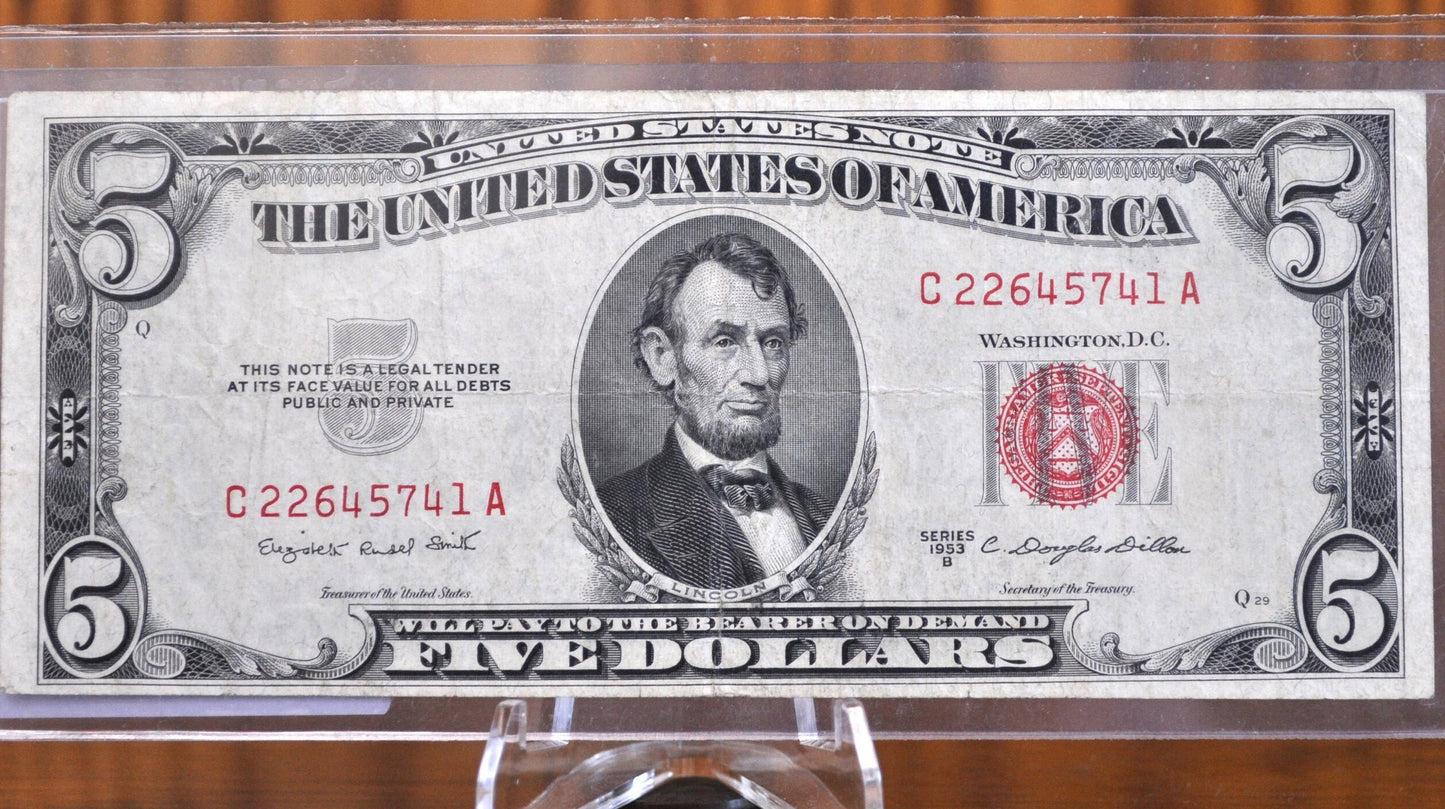 UNITED STATES NOTE
THE UNITED STATES OF AMERICA
5
5
C 22645741 A
Q
WASHINGTON, D.C.
5
THIS NOTE IS A LEGAL TENDER
AT ITS FACE VALUE FOR ALL DEBTS
PUBLIC AND PRIVATE
FIVE
FIVE
FIVE
C 22645741 A
Elizabeth Rudel Smith
Treasurer of the United States.
SERIES
1953
B
C. Douglas Dillon
Secretary of the Treasury.
LINCOLN
Q 29
5
5
WILL PAY TO THE BEARER ON DEMAND
FIVE DOLLARS